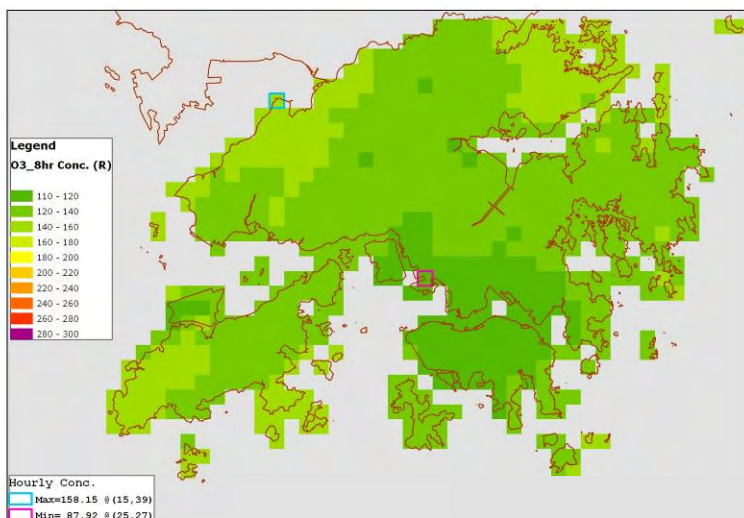 Legend
O3_8hr Conc. (R)
110 - 120
120 - 140
140 - 160
160 - 180
180 - 200
200 - 220
220 - 240
240 - 260
260 - 280
280 - 300
Hourly Conc.
Max=158.15 @(15,39)
Min= 87.92 @(25,27)